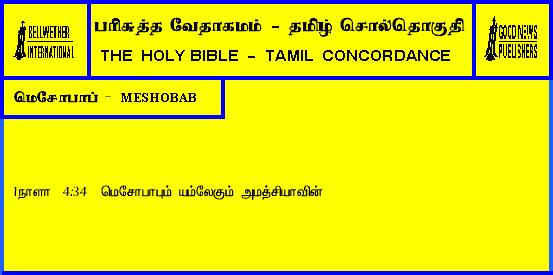 BELLWETHER
INTERNATIONAL
பரிசுத்த வேதாகமம் - தமிழ் சொல்தொகுதி
THE HOLY BIBLE - TAMIL CONCORDANCE
GOOD NEWS
PUBLISHERS
மெசோபாப் - MESHOBAB
1நாளா 4:34 மெசோபாபும் யம்லேகும் அமத்சியாவின்